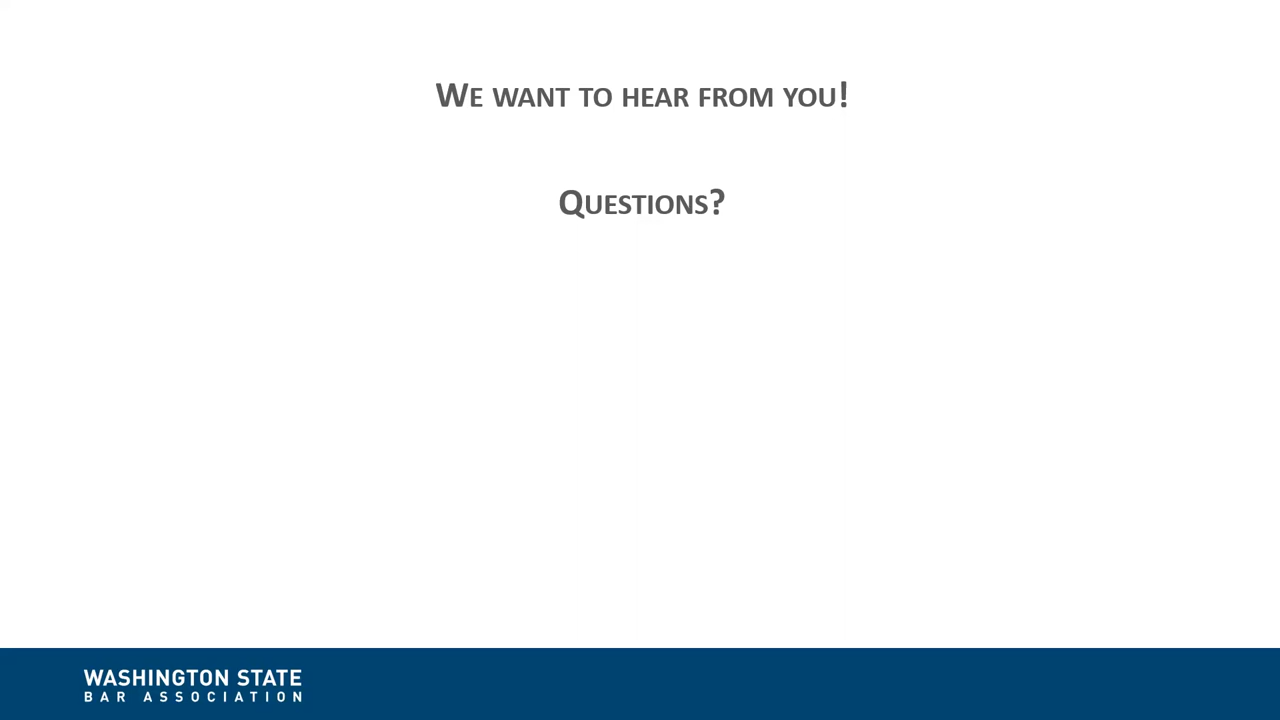 We want to hear from you!
Questions?
WASHINGTON STATE
BAR ASSOCIATION